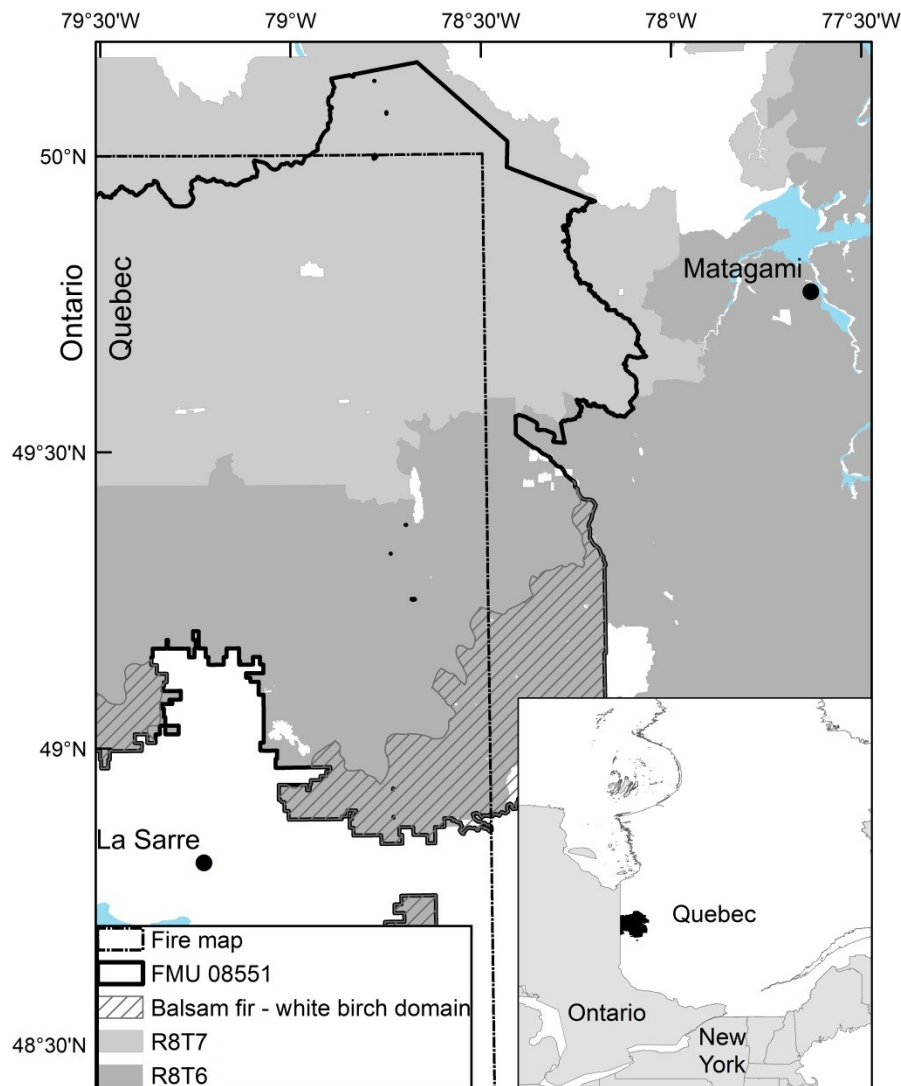 79°30'W 79°W 78°30'W 78°W 77°30'W
50°N
Ontario
Quebec
Matagami
49°30'N
49°N
La Sarre
48°30'N
Fire map
FMU 08551
Balsam fir - white birch domain
R8T7
R8T6
Quebec
Ontario
New
York